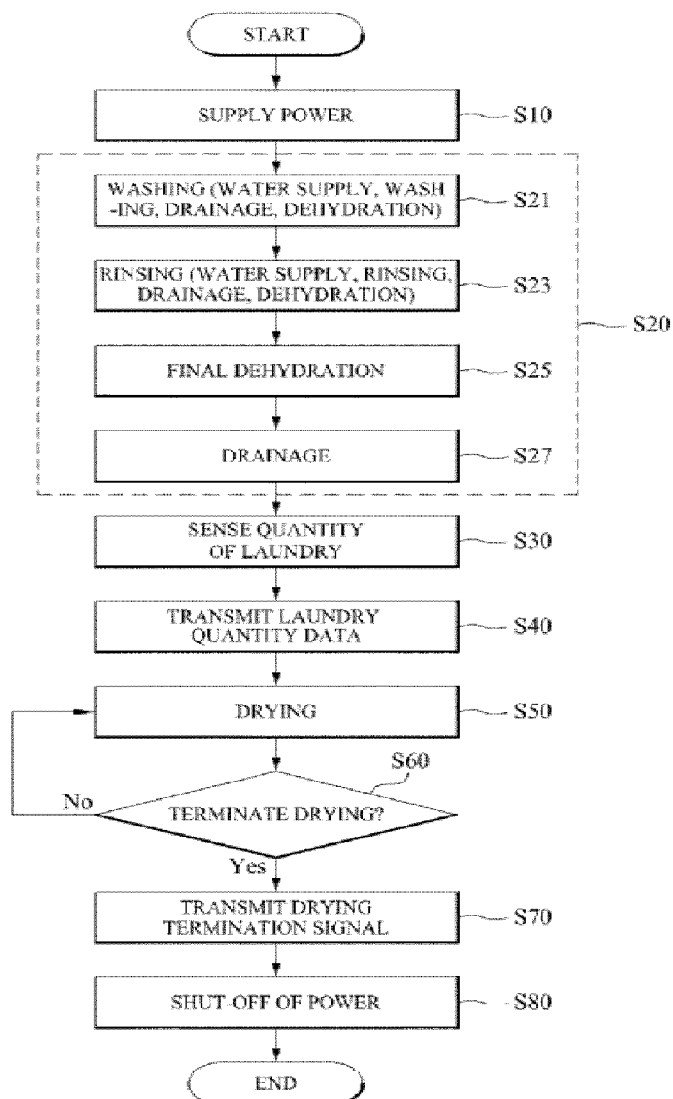 START
SUPPLY POWER
S10
WASHING (WATER SUPPLY, WASH
-ING, DRAINAGE, DEHYDRATION)
S21
RINSING (WATER SUPPLY, RINSING,
DRAINAGE, DEHYDRATION)
S23
S20
FINAL DEHYDRATION
S25
DRAINAGE
S27
SENSE QUANTITY
OF LAUNDRY
S30
TRANSMIT LAUNDRY
QUANTITY DATA
S40
DRYING
S50
S60
No
TERMINATE DRYING?
Yes
TRANSMIT DRYING
TERMINATION SIGNAL
S70
SHUT-OFF OF POWER
S80
END